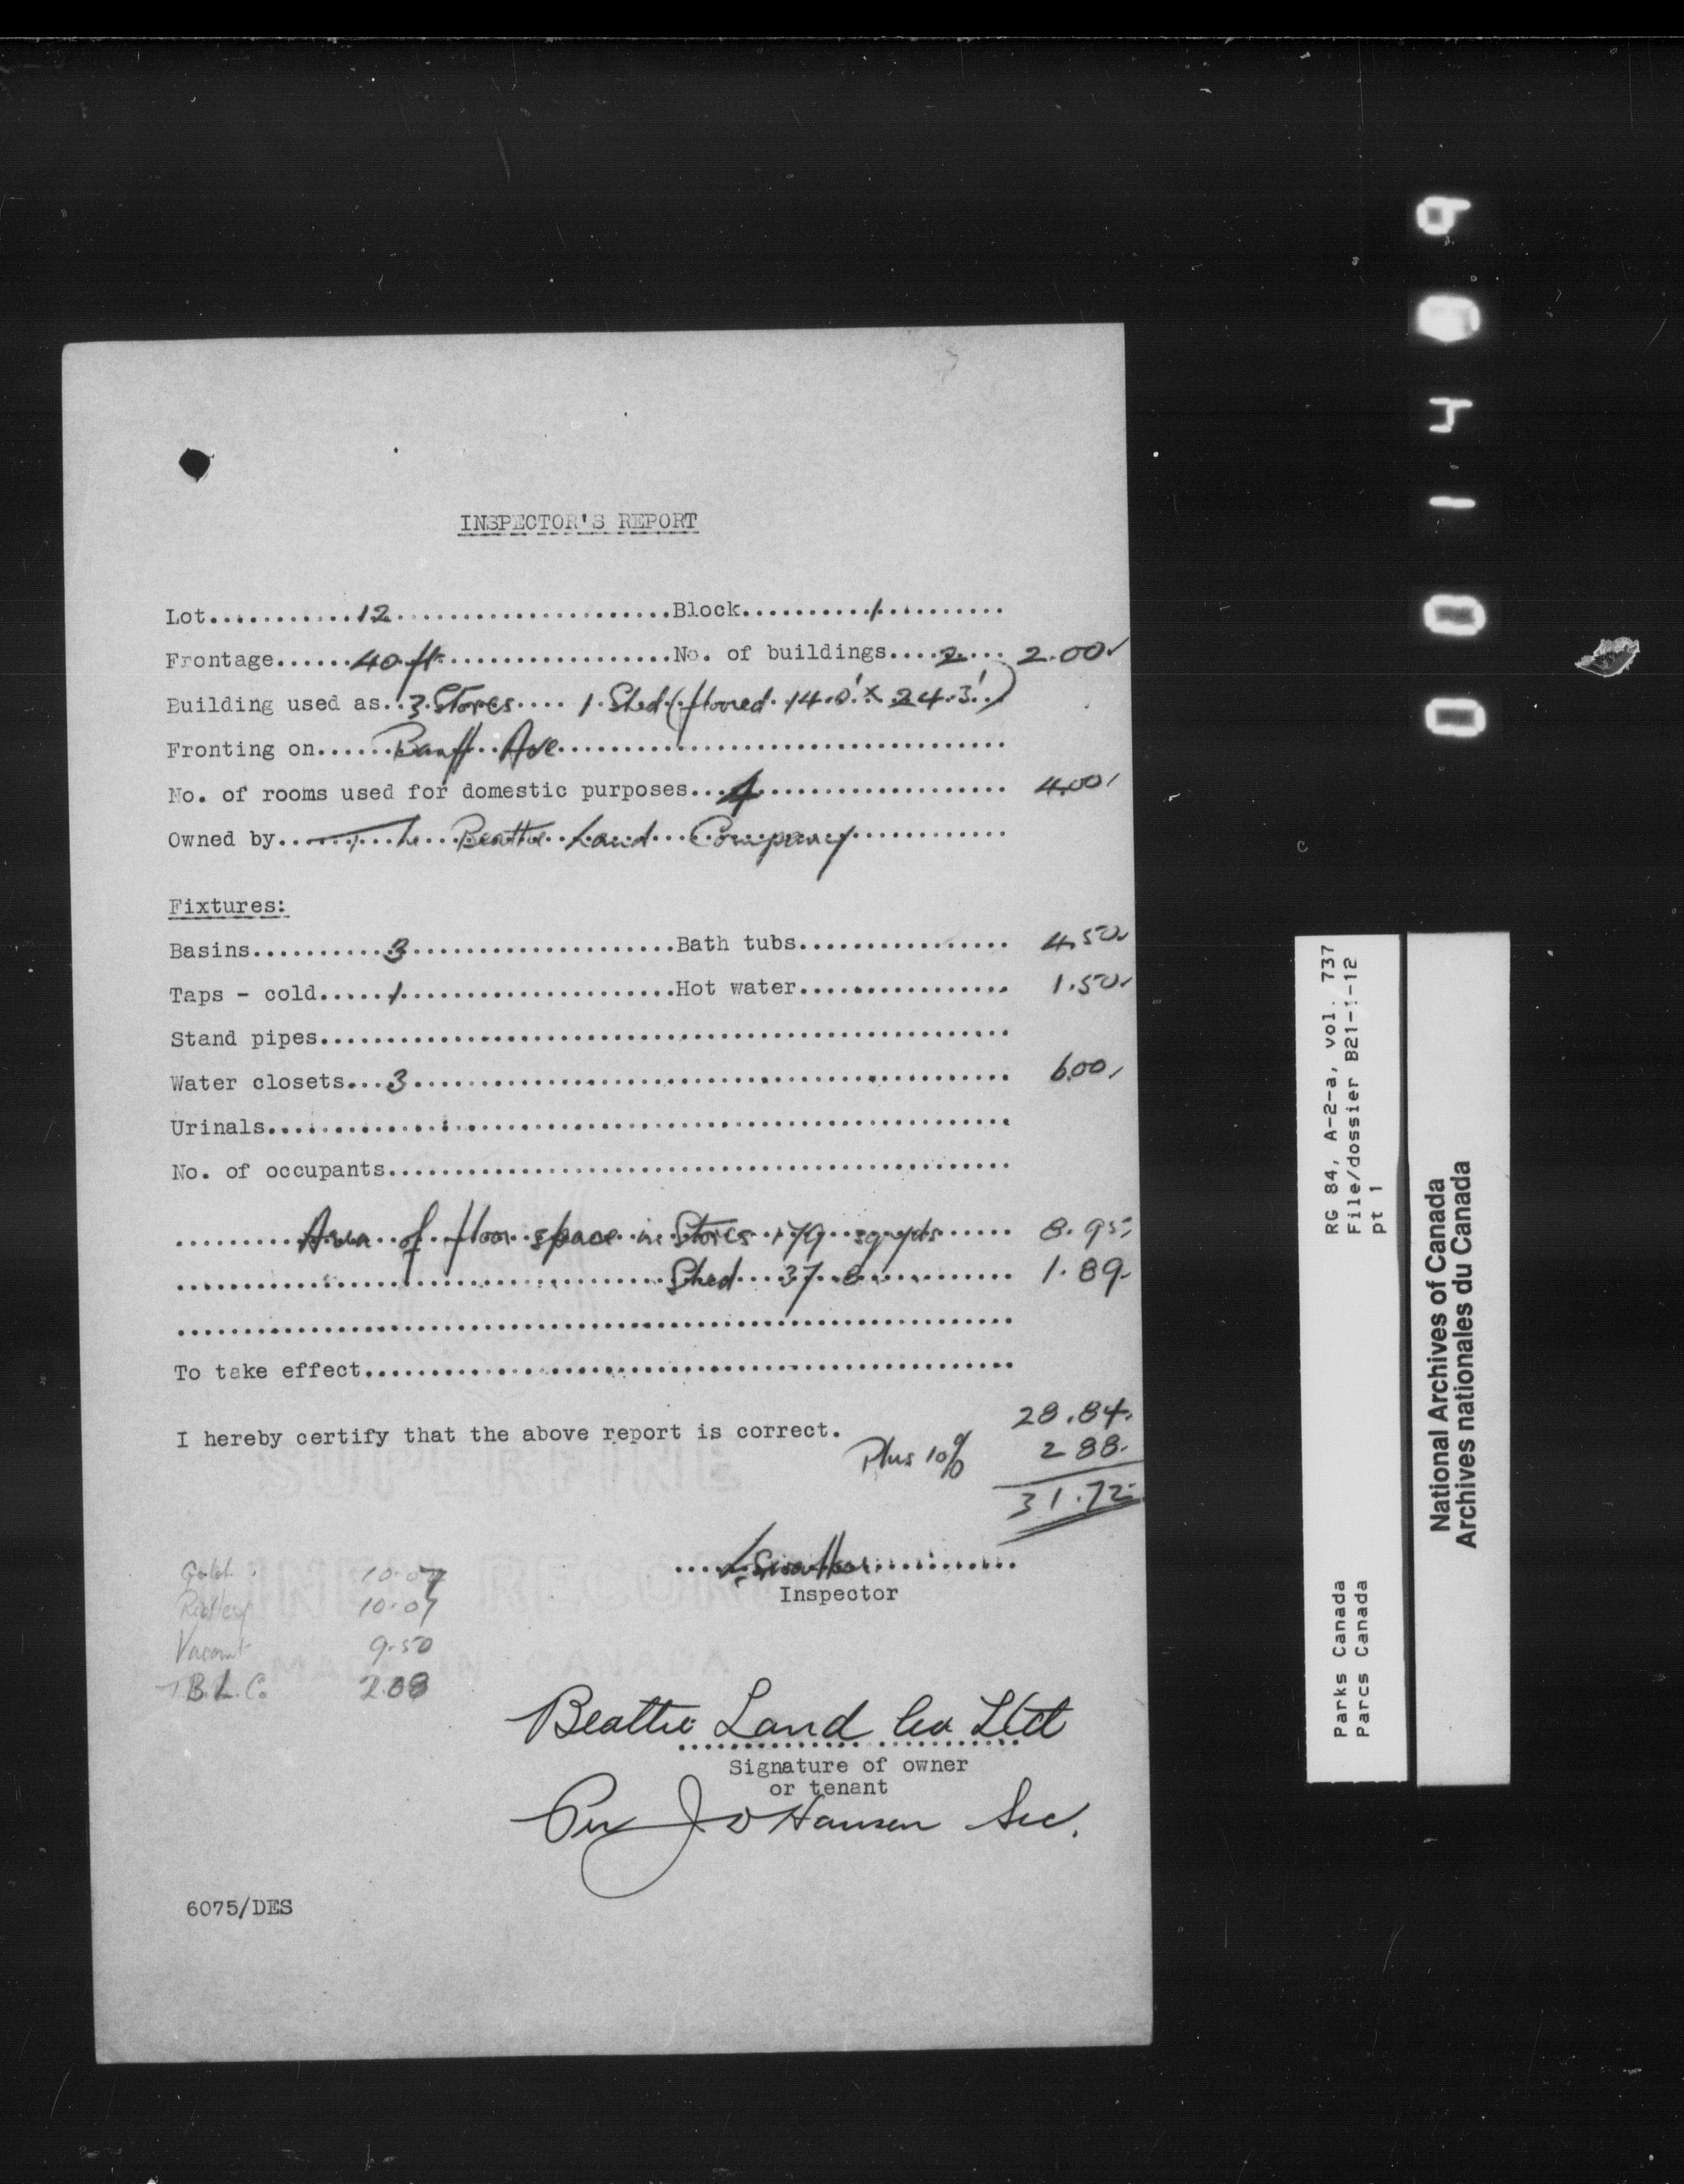 INSPECTOR'S REPORT
Lot............12......................Block..........1..........
Frontage......40 ft..................No. of buildings....2.... 2.00
Building used as..3 Stores.... 1 Shed (floored 14.0' x 24.3')
Fronting on......Banff Ave..................................
No. of rooms used for domestic purposes...4................... 4.00
Owned by.......The Beattie Land Company............
Fixtures:
Basins..........3....................Bath tubs................ 4.50
Taps - cold.....1.....................Hot water................ 1.50
Stand pipes....................................................
Water closets...3.............................................. 6.00
Urinals........................................................
No. of occupants...............................................
.........Area of floor space in Stores 179 sq yds...... 8.95
.....................................Shed...37.8............ 1.89
...............................................................
To take effect.................................................
28.84
I hereby certify that the above report is correct.
Plus 10% 2 88
31.72
Inspector
10.07
Ridley 10.07
Vacant 9.50
B.L.Co. 2.08
Beattie Land Co Ltd
Signature of owner
or tenant
Per J D Hansen Sec.
6075/DES
RG 84, A-2-a, vol. 737
File/dossier B21-1-12
pt 1
Parks Canada
Parcs Canada
National Archives of Canada
Archives nationales du Canada